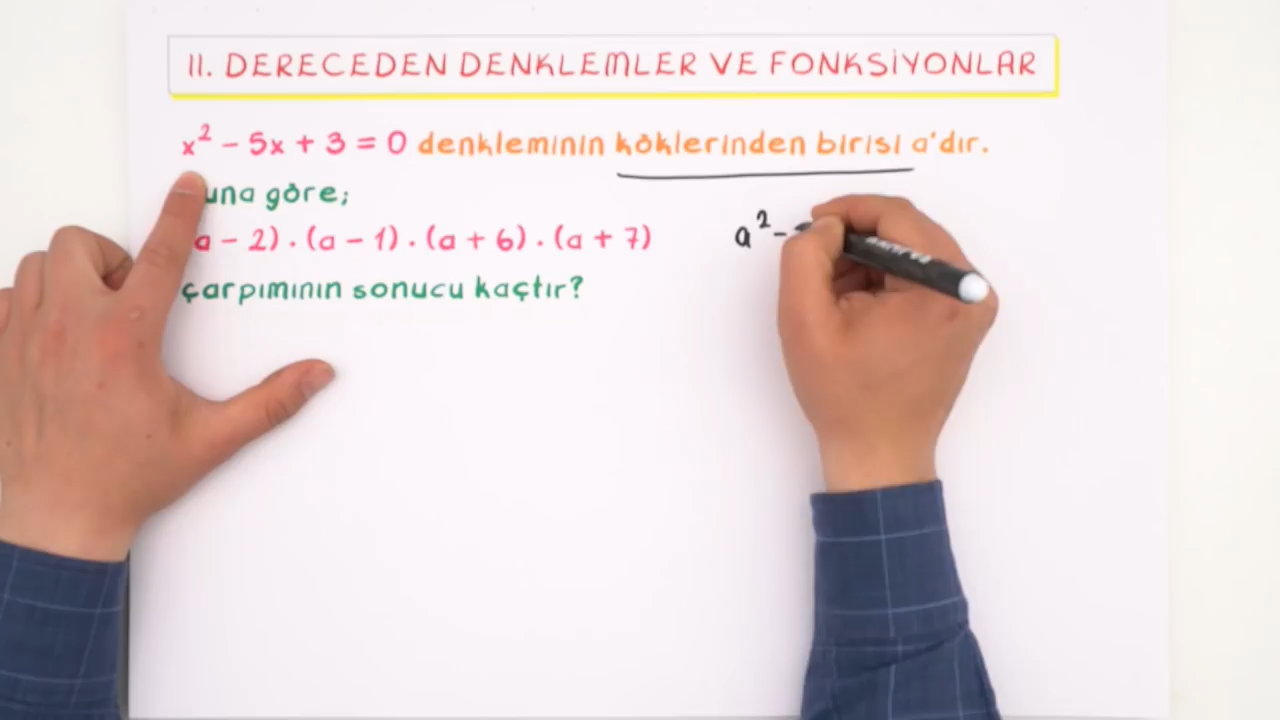 II. DERECEDEN DENKLEMLER VE FONKSİYONLAR
x² - 5x + 3 = 0 denkleminin köklerinden birisi a'dır.
göre;
a - 2) . (a - 1) . (a + 6) . (a + 7)
a² -
çarpımının sonucu kaçtır?